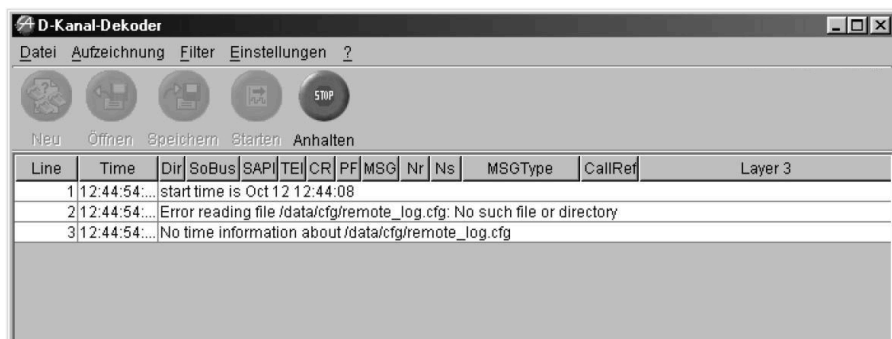 D-Kanal-Dekoder
Datei Aufzeichnung Filter Einstellungen ?
STOP
Neu Öffnen Speichern Starten Anhalten
Line Time Dir SoBus SAPI TEI CR PF MSG Nr Ns MSGType CallRef Layer 3
1 12:44:54:... start time is Oct 12 12:44:08
2 12:44:54:... Error reading file /data/cfg/remote_log.cfg: No such file or directory
3 12:44:54:... No time information about /data/cfg/remote_log.cfg